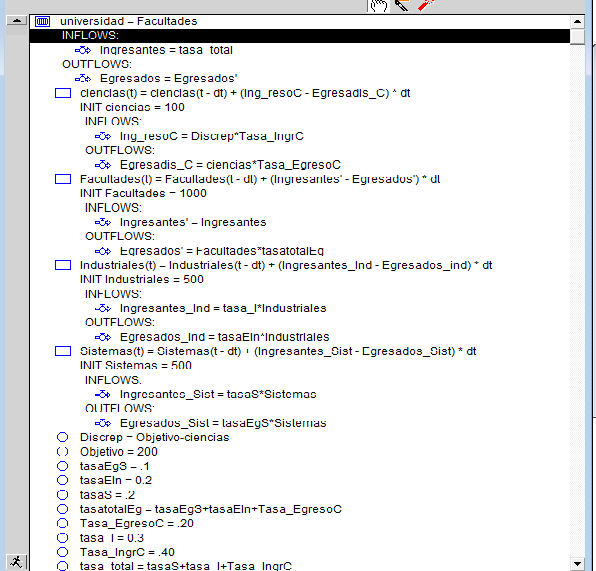 universidad = Facultades
INFLOWS:
Ingresantes = tasa_total
OUTFLOWS:
Egresados = Egresados'
ciencias(t) = ciencias(t - dt) + (Ing_resoC - Egresadis_C) * dt
INIT ciencias = 100
INFLOWS:
Ing_resoC = Discrep*Tasa_IngrC
OUTFLOWS:
Egresadis_C = ciencias*Tasa_EgresoC
Facultades(t) = Facultades(t - dt) + (Ingresantes' - Egresados') * dt
INIT Facultades = 1000
INFLOWS:
Ingresantes' = Ingresantes
OUTFLOWS:
Egresados' = Facultades*tasatotalEg
Industriales(t) = Industriales(t - dt) + (Ingresantes_Ind - Egresados_ind) * dt
INIT Industriales = 500
INFLOWS:
Ingresantes_Ind = tasa_I*Industriales
OUTFLOWS:
Egresados_Ind = tasaEIn*Industriales
Sistemas(t) = Sistemas(t - dt) + (Ingresantes_Sist - Egresados_Sist) * dt
INIT Sistemas = 500
INFLOWS:
Ingresantes_Sist = tasaS*Sistemas
OUTFLOWS:
Egresados_Sist = tasaEgS*Sistemas
Discrep = Objetivo-ciencias
Objetivo = 200
tasaEgS = .1
tasaEIn = 0.2
tasaS = .2
tasatotalEg = tasaEgS+tasaEIn+Tasa_EgresoC
Tasa_EgresoC = .20
tasa_I = 0.3
Tasa_IngrC = .40
tasa_total = tasaS+tasa_I+Tasa_IngrC